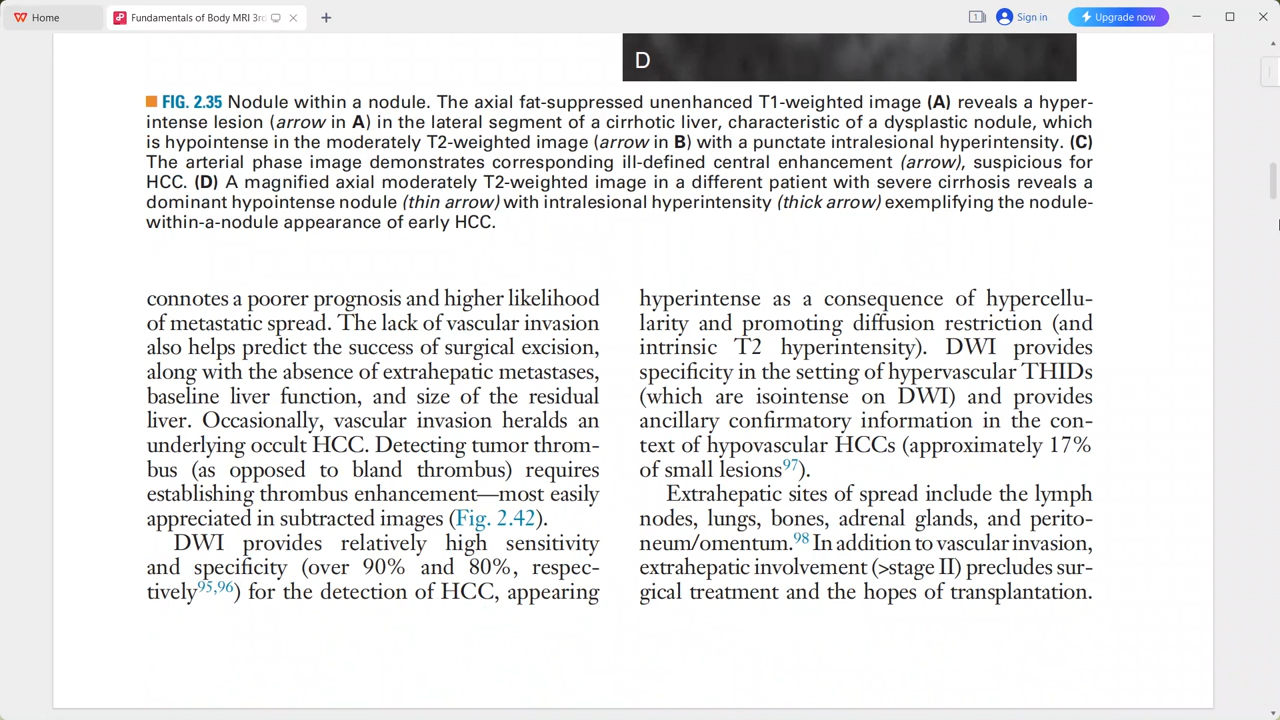 Home
Fundamentals of Body MRI 3rd
1
Sign in
Upgrade now
D
FIG. 2.35 Nodule within a nodule. The axial fat-suppressed unenhanced T1-weighted image (A) reveals a hyper-
intense lesion (arrow in A) in the lateral segment of a cirrhotic liver, characteristic of a dysplastic nodule, which
is hypointense in the moderately T2-weighted image (arrow in B) with a punctate intralesional hyperintensity. (C)
The arterial phase image demonstrates corresponding ill-defined central enhancement (arrow), suspicious for
HCC. (D) A magnified axial moderately T2-weighted image in a different patient with severe cirrhosis reveals a
dominant hypointense nodule (thin arrow) with intralesional hyperintensity (thick arrow) exemplifying the nodule-
within-a-nodule appearance of early HCC.
connotes a poorer prognosis and higher likelihood
of metastatic spread. The lack of vascular invasion
also helps predict the success of surgical excision,
along with the absence of extrahepatic metastases,
baseline liver function, and size of the residual
liver. Occasionally, vascular invasion heralds an
underlying occult HCC. Detecting tumor throm-
bus (as opposed to bland thrombus) requires
establishing thrombus enhancement—most easily
appreciated in subtracted images (Fig. 2.42).
DWI provides relatively high sensitivity
and specificity (over 90% and 80%, respec-
tively95,96) for the detection of HCC, appearing
hyperintense as a consequence of hypercellu-
larity and promoting diffusion restriction (and
intrinsic T2 hyperintensity). DWI provides
specificity in the setting of hypervascular THIDs
(which are isointense on DWI) and provides
ancillary confirmatory information in the con-
text of hypovascular HCCs (approximately 17%
of small lesions97).
Extrahepatic sites of spread include the lymph
nodes, lungs, bones, adrenal glands, and perito-
neum/omentum.98 In addition to vascular invasion,
extrahepatic involvement (>stage II) precludes sur-
gical treatment and the hopes of transplantation.